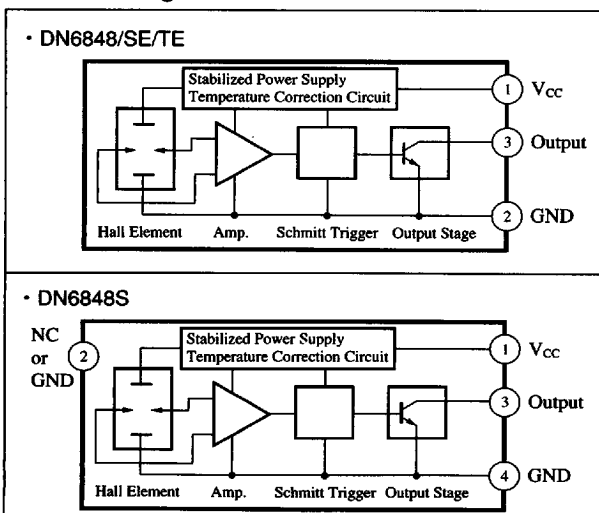 · DN6848/SE/TE
Stabilized Power Supply
Temperature Correction Circuit
1 VCC
3 Output
2 GND
Hall Element Amp. Schmitt Trigger Output Stage
· DN6848S
NC
or
GND
2
Stabilized Power Supply
Temperature Correction Circuit
1 VCC
3 Output
4 GND
Hall Element Amp. Schmitt Trigger Output Stage